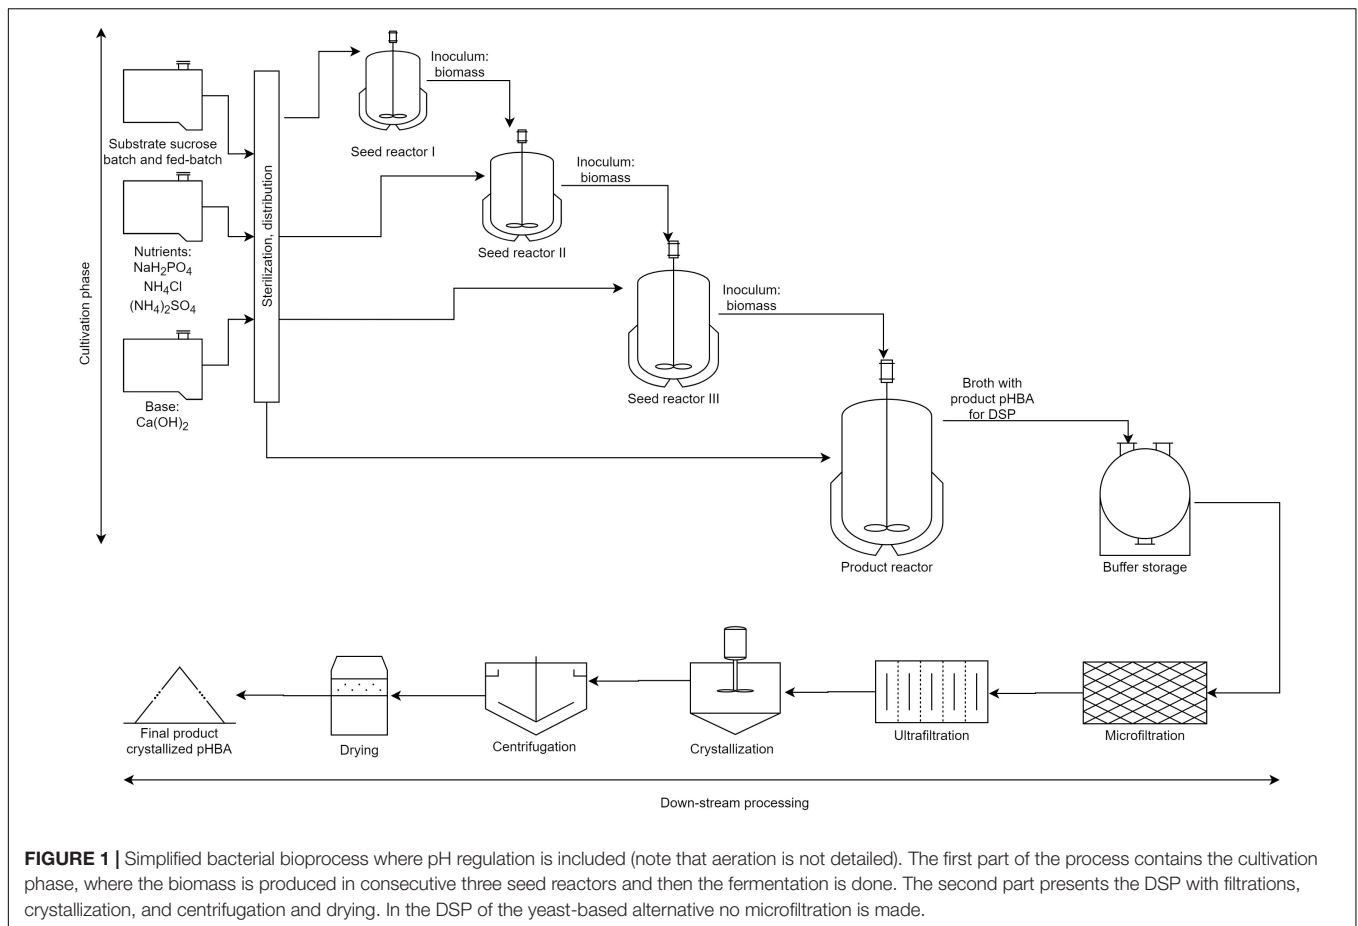 Inoculum:
biomass
Substrate sucrose
batch and fed-batch
Seed reactor I
Inoculum:
biomass
Sterilization, distribution
Nutrients:
NaH2PO4
NH4Cl
(NH4)2SO4
Seed reactor II
Cultivation phase
Inoculum:
biomass
Base:
Ca(OH)2
Seed reactor III
Broth with
product pHBA
for DSP
Product reactor
Buffer storage
Final product
crystallized pHBA
Drying
Centrifugation
Crystallization
Ultrafiltration
Microfiltration
Down-stream processing
FIGURE 1 | Simplified bacterial bioprocess where pH regulation is included (note that aeration is not detailed). The first part of the process contains the cultivation
phase, where the biomass is produced in consecutive three seed reactors and then the fermentation is done. The second part presents the DSP with filtrations,
crystallization, and centrifugation and drying. In the DSP of the yeast-based alternative no microfiltration is made.